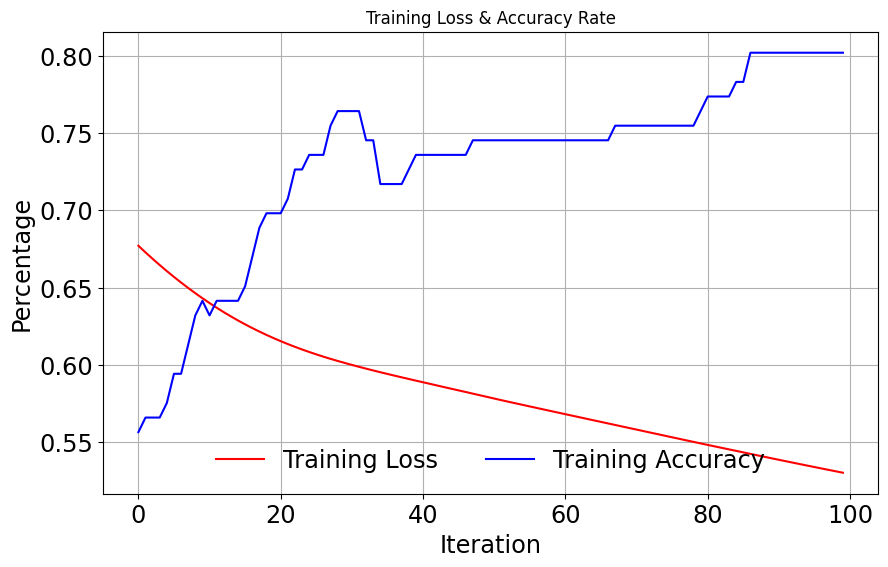 Training Loss & Accuracy Rate
0.80
0.75
0.70
0.65
0.60
0.55
Percentage
Training Loss Training Accuracy
0 20 40 60 80 100
Iteration